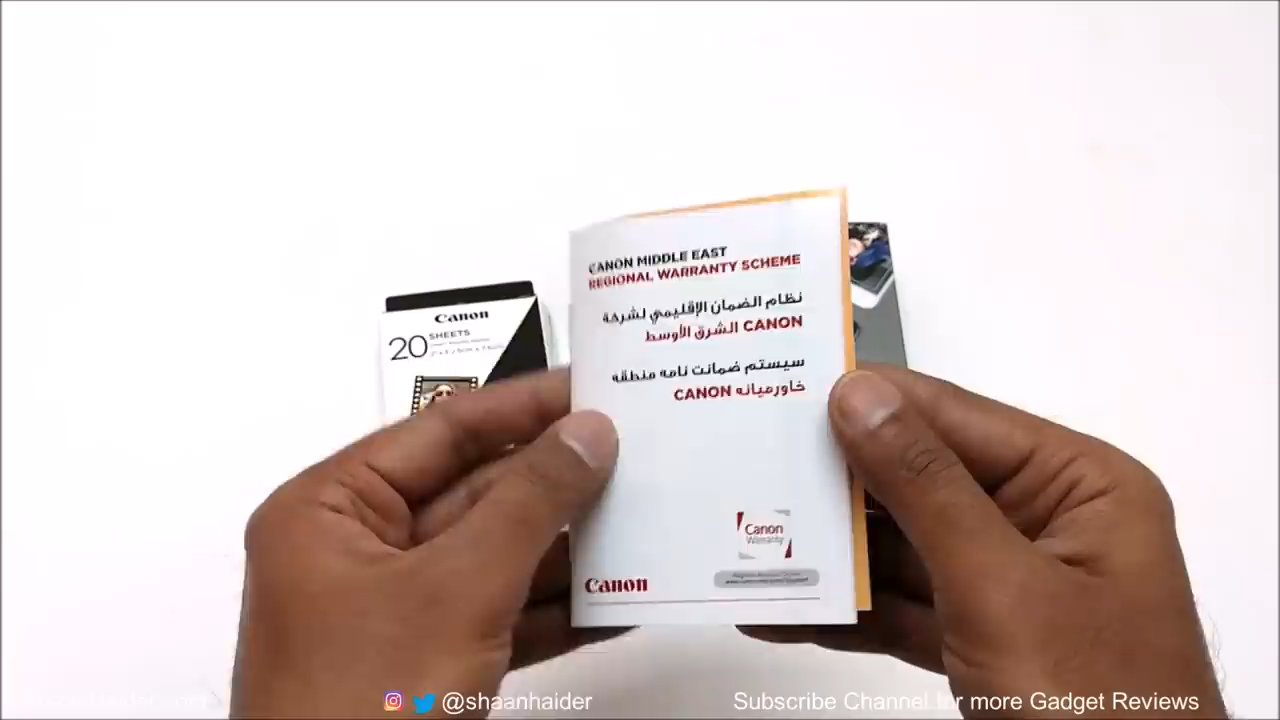 CANON MIDDLE EAST
REGIONAL WARRANTY SCHEME
نظام الضمان الإقليمي لشركة
CANON الشرق الأوسط
سیستم ضمانت نامه منطقه
خاورمیانه CANON
Canon
Warranty
Canon
Canon
20 SHEETS
@shaanhaider
Subscribe Channel for more Gadget Reviews